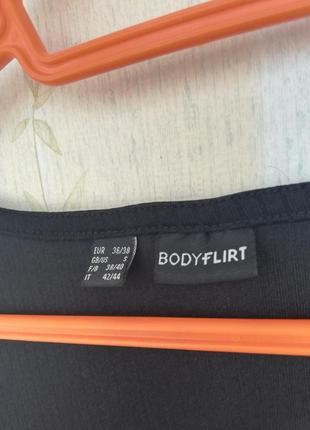 EUR 36/38
GB/US S
F/B 38/40
IT 42/44
BODYFLIRT